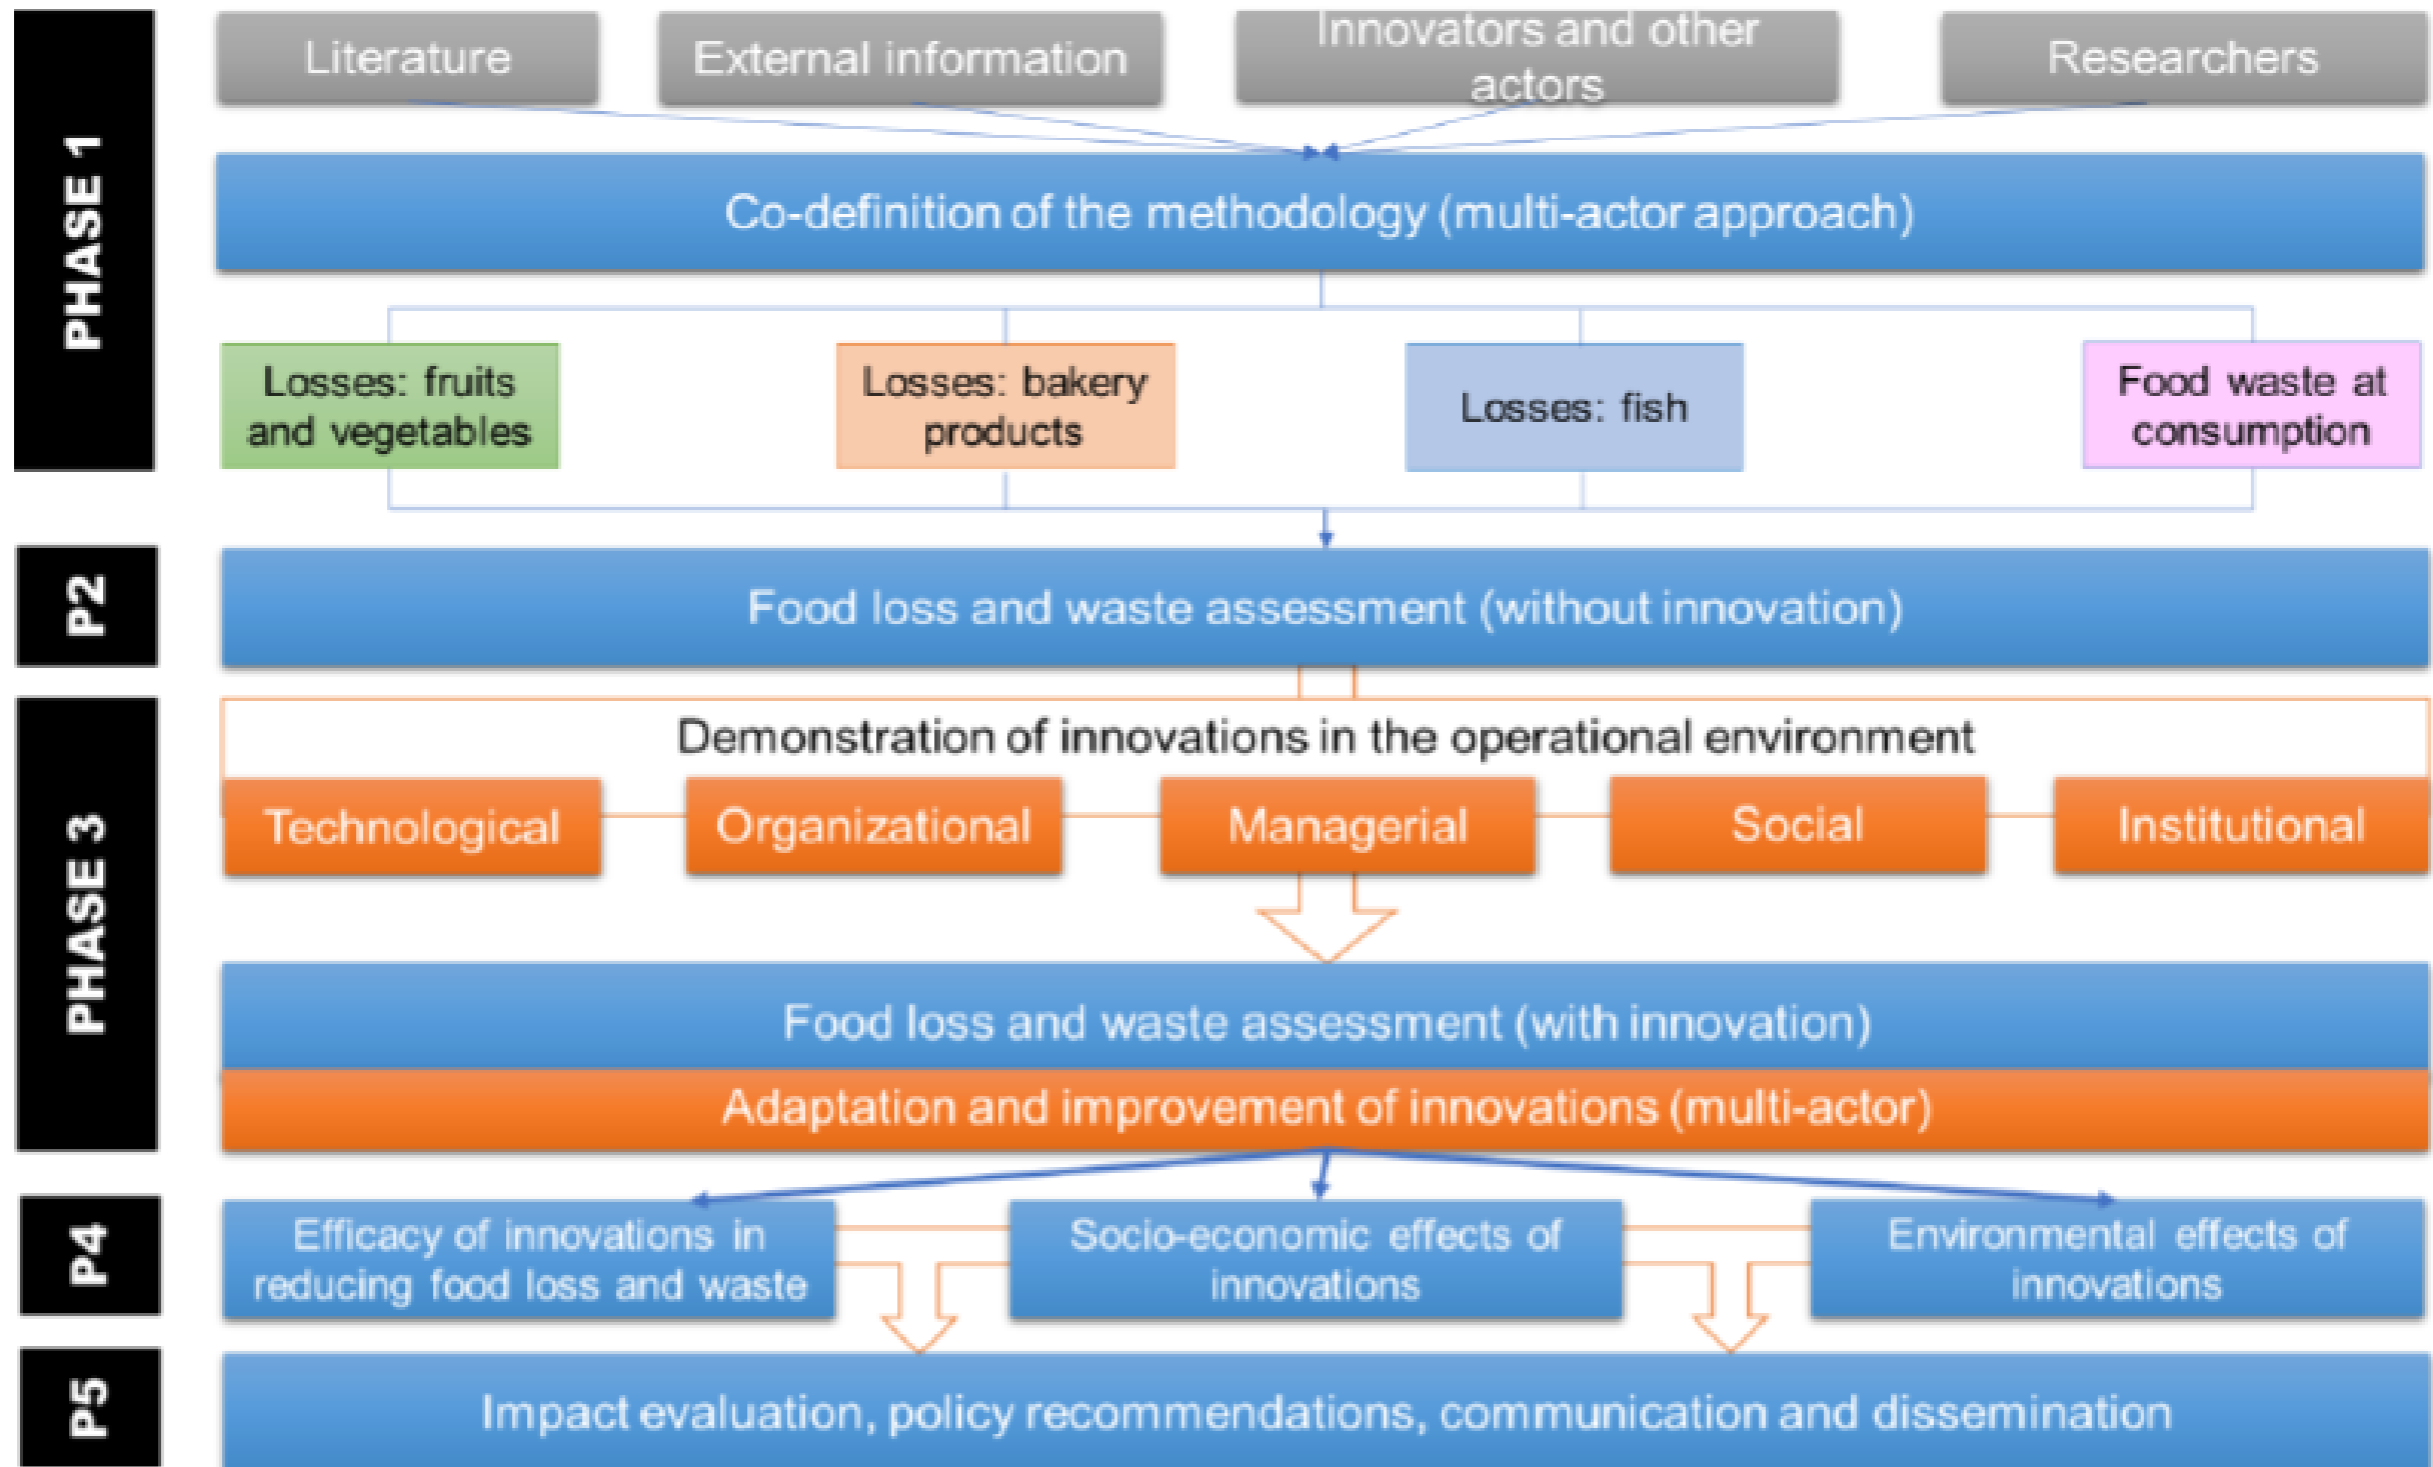 PHASE 1
Literature
External information
Innovators and other
actors
Researchers
Co-definition of the methodology (multi-actor approach)
Losses: fruits
and vegetables
Losses: bakery
products
Losses: fish
Food waste at
consumption
P2
Food loss and waste assessment (without innovation)
PHASE 3
Demonstration of innovations in the operational environment
Technological
Organizational
Managerial
Social
Institutional
Food loss and waste assessment (with innovation)
Adaptation and improvement of innovations (multi-actor)
P4
Efficacy of innovations in
reducing food loss and waste
Socio-economic effects of
innovations
Environmental effects of
innovations
P5
Impact evaluation, policy recommendations, communication and dissemination